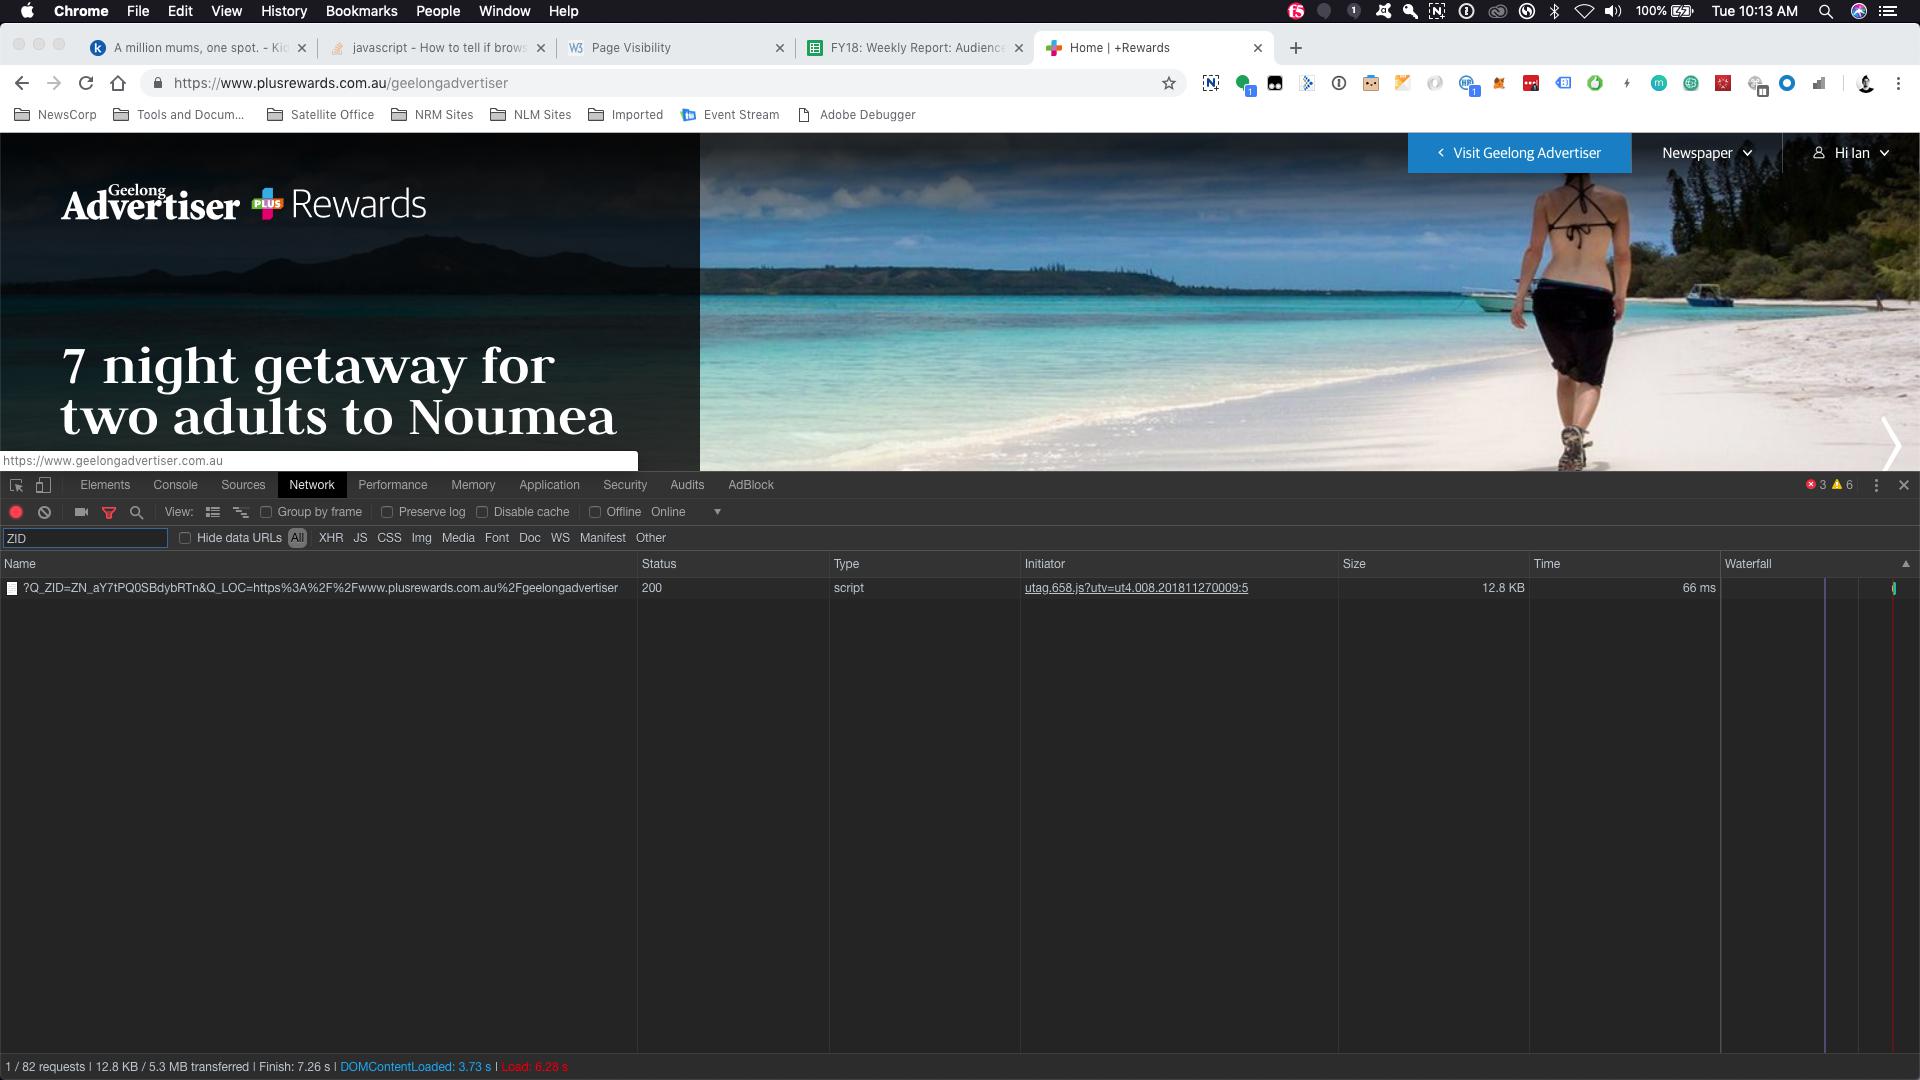 Chrome File Edit View History Bookmarks People Window Help 1 100% Tue 10:13 AM
A million mums, one spot. - Kid javascript - How to tell if brows W3 Page Visibility FY18: Weekly Report: Audience Home | +Rewards
https://www.plusrewards.com.au/geelongadvertiser
NewsCorp Tools and Docum... Satellite Office NRM Sites NLM Sites Imported Event Stream Adobe Debugger
Visit Geelong Advertiser Newspaper Hi Ian
Geelong
Advertiser PLUS Rewards
7 night getaway for
two adults to Noumea
https://www.geelongadvertiser.com.au
Elements Console Sources Network Performance Memory Application Security Audits AdBlock 3 6
View: Group by frame Preserve log Disable cache Offline Online
ZID Hide data URLs All XHR JS CSS Img Media Font Doc WS Manifest Other
Name Status Type Initiator Size Time Waterfall
?Q_ZID=ZN_aY7tPQ0SBdybRTn&Q_LOC=https%3A%2F%2Fwww.plusrewards.com.au%2Fgeelongadvertiser 200 script utag.658.js?utv=ut4.008.201811270009:5 12.8 KB 66 ms
1 / 82 requests | 12.8 KB / 5.3 MB transferred | Finish: 7.26 s | DOMContentLoaded: 3.73 s | Load: 6.28 s